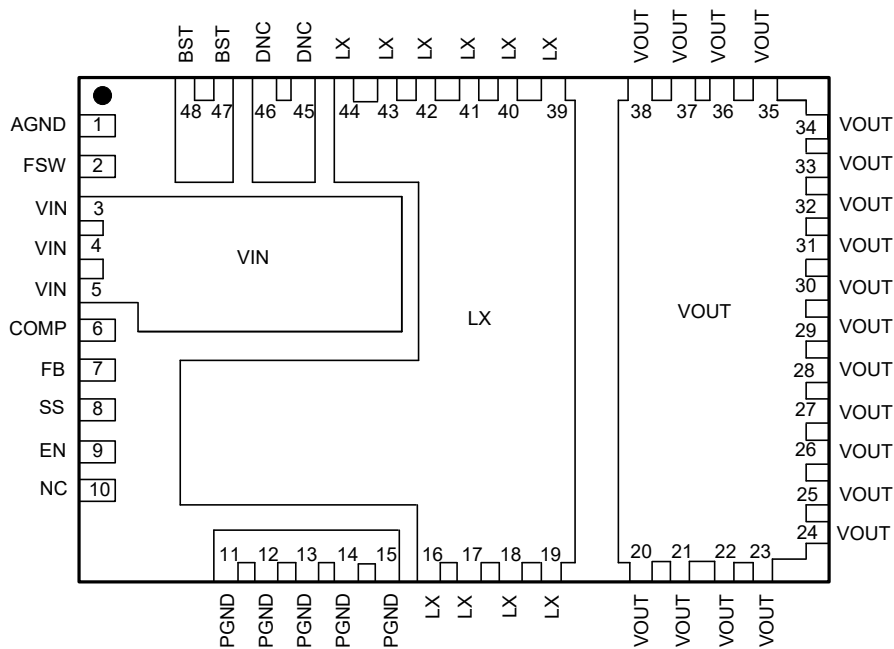 BST BST DNC DNC LX LX LX LX LX LX VOUT VOUT VOUT VOUT
48 47 46 45 44 43 42 41 40 39 38 37 36 35
AGND 1 34 VOUT
FSW 2 33 VOUT
VIN 3 32 VOUT
VIN 4 VIN 31 VOUT
VIN 5 30 VOUT
LX VOUT
COMP 6 29 VOUT
FB 7 28 VOUT
SS 8 27 VOUT
EN 9 26 VOUT
NC 10 25 VOUT
24 VOUT
11 12 13 14 15 16 17 18 19 20 21 22 23
PGND PGND PGND PGND PGND LX LX LX LX VOUT VOUT VOUT VOUT